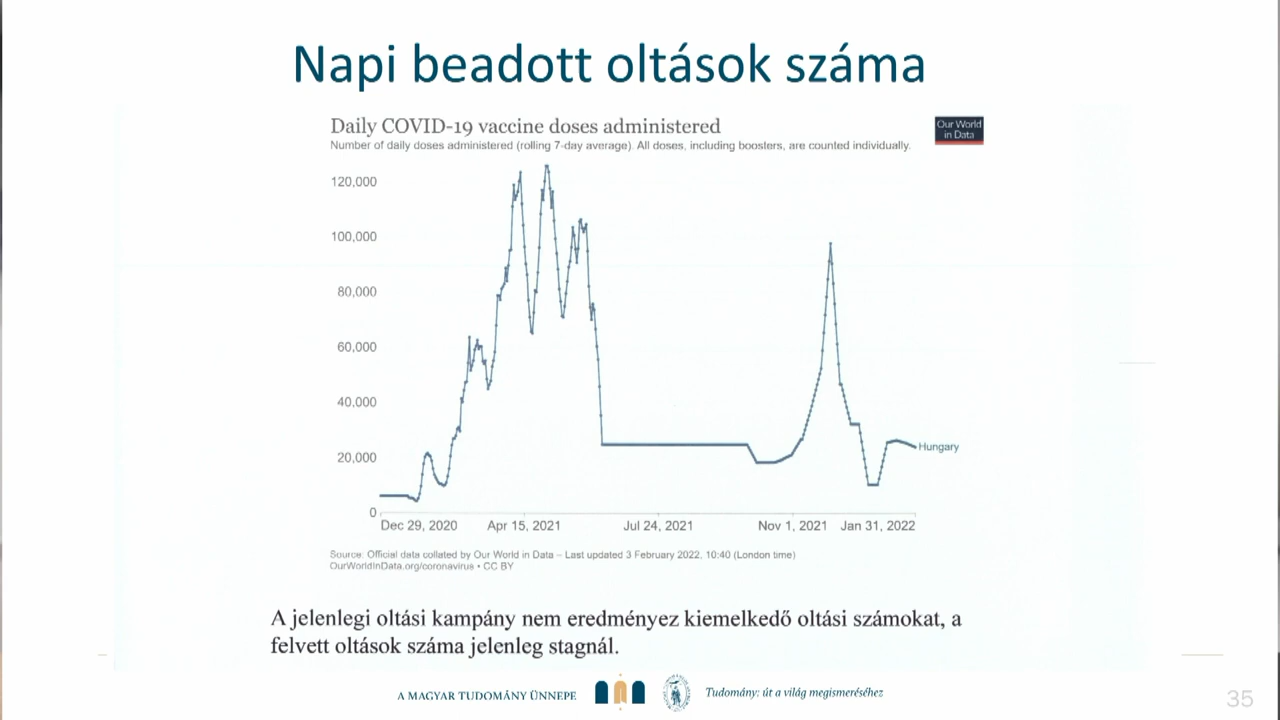 Napi beadott oltások száma
Daily COVID-19 vaccine doses administered
Our World
in Data
Number of daily doses administered (rolling 7-day average). All doses, including boosters, are counted individually.
120,000
100,000
80,000
60,000
40,000
20,000
0
Hungary
Dec 29, 2020 Apr 15, 2021 Jul 24, 2021 Nov 1, 2021 Jan 31, 2022
Source: Official data collated by Our World in Data – Last updated 3 February 2022, 10:40 (London time)
OurWorldInData.org/coronavirus • CC BY
A jelenlegi oltási kampány nem eredményez kiemelkedő oltási számokat, a
felvett oltások száma jelenleg stagnál.
A MAGYAR TUDOMÁNY ÜNNEPE
Tudomány: út a világ megismeréséhez
35